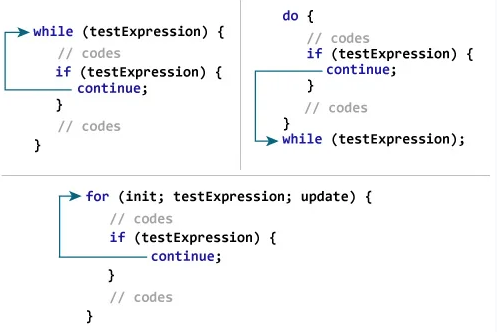 while (testExpression) {
// codes
if (testExpression) {
continue;
}
// codes
}
do {
// codes
if (testExpression) {
continue;
}
// codes
}
while (testExpression);
for (init; testExpression; update) {
// codes
if (testExpression) {
continue;
}
// codes
}